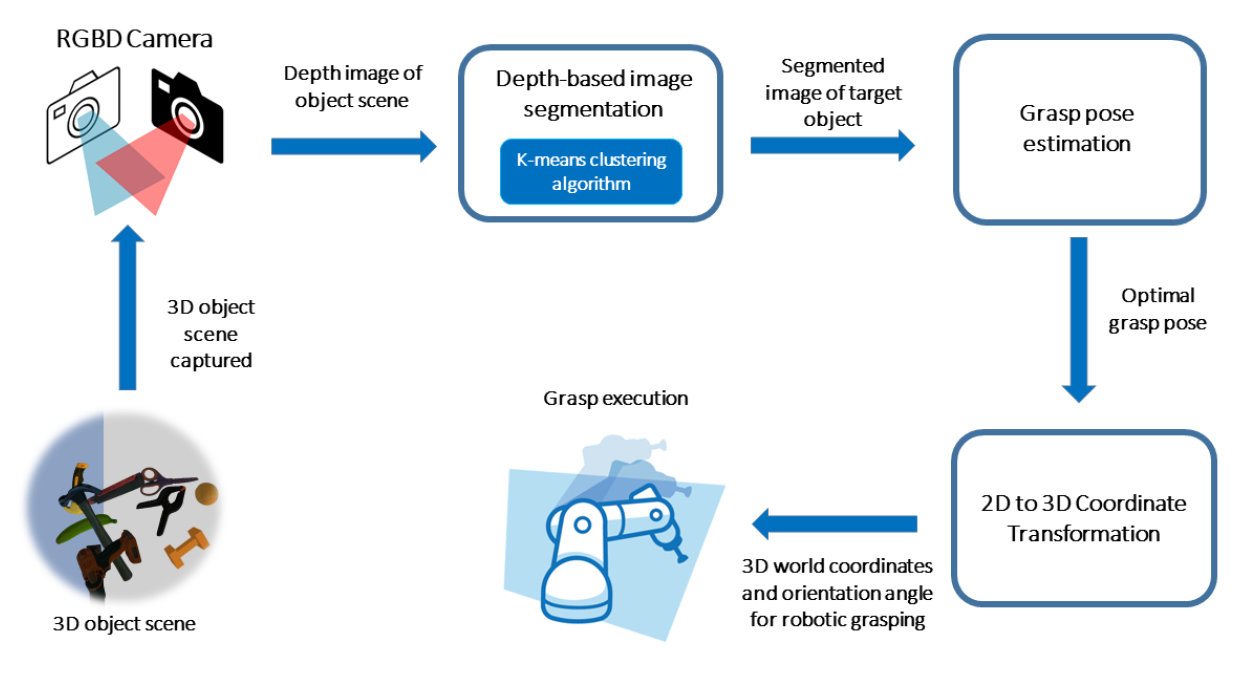 RGBD Camera
Depth image of
object scene
Depth-based image
segmentation
K-means clustering
algorithm
Segmented
image of target
object
Grasp pose
estimation
3D object
scene
captured
Optimal
grasp pose
Grasp execution
2D to 3D Coordinate
Transformation
3D world coordinates
and orientation angle
for robotic grasping
3D object scene